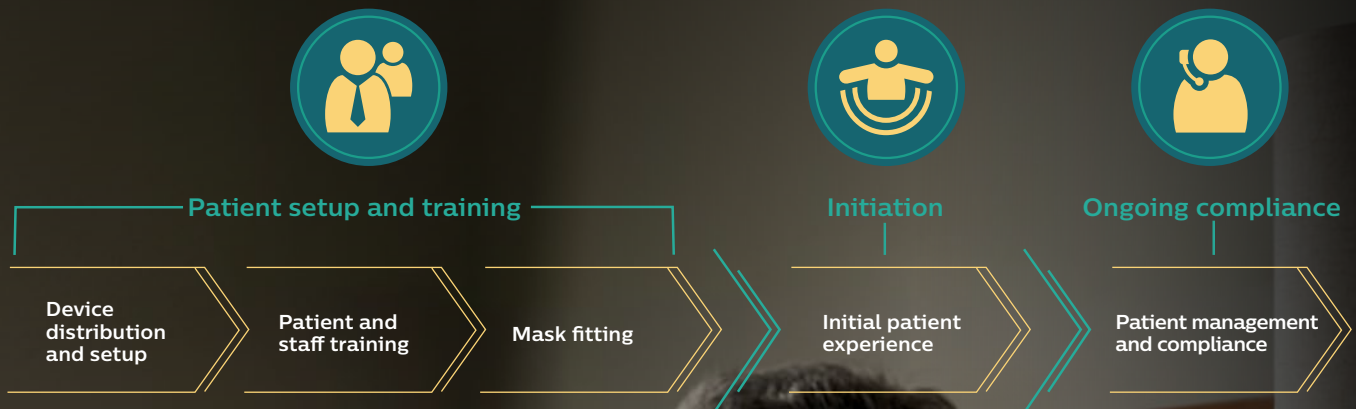 Patient setup and training
Initiation
Ongoing compliance
Device
distribution
and setup
Patient and
staff training
Mask fitting
Initial patient
experience
Patient management
and compliance